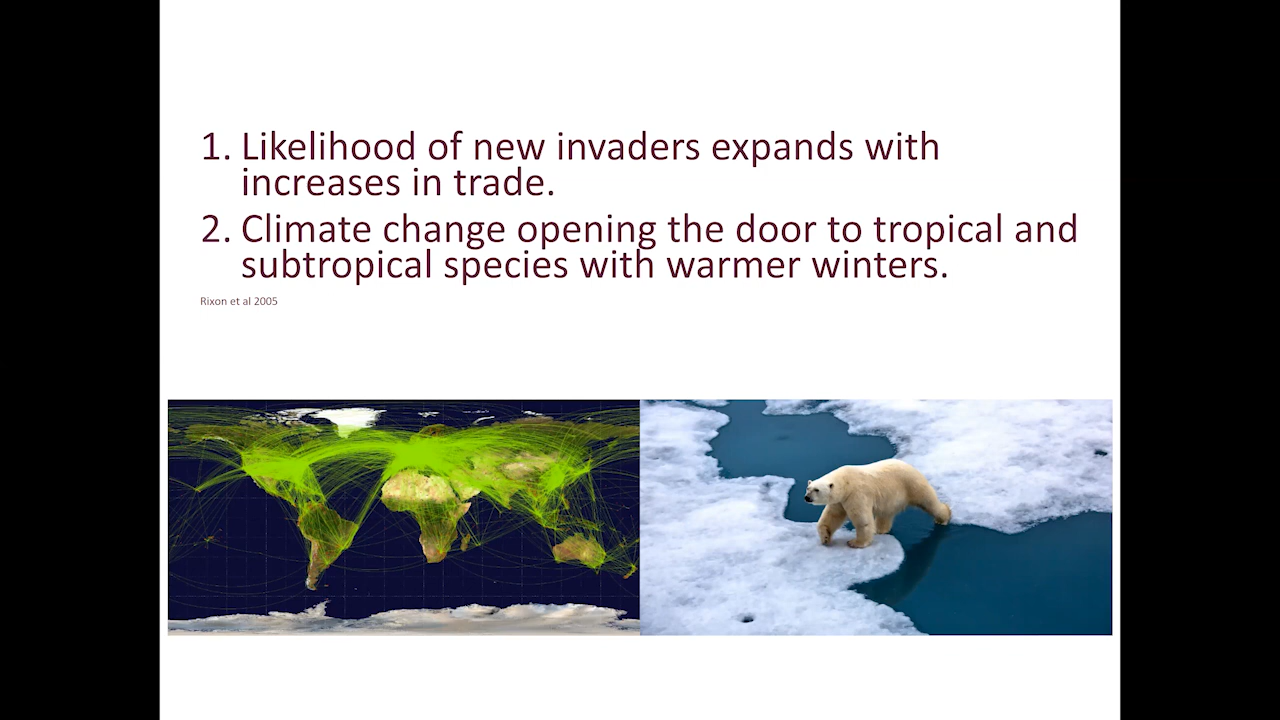 1. Likelihood of new invaders expands with
increases in trade.
2. Climate change opening the door to tropical and
subtropical species with warmer winters.
Rixon et al 2005